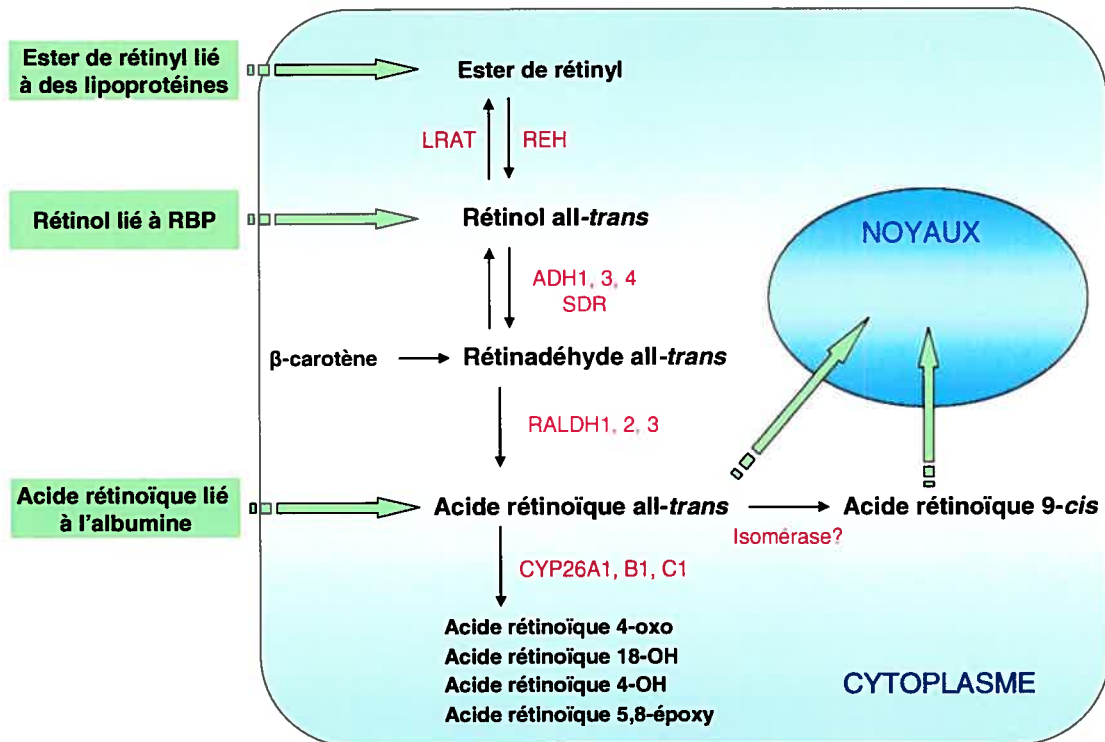 Ester de rétinyl lié
à des lipoprotéines
Ester de rétinyl
LRAT
REH
Rétinol lié à RBP
Rétinol all-trans
NOYAUX
ADH1, 3, 4
SDR
β-carotène
Rétinadéhyde all-trans
RALDH1, 2, 3
Acide rétinoïque lié
à l'albumine
Acide rétinoïque all-trans
Acide rétinoïque 9-cis
Isomérase?
CYP26A1, B1, C1
Acide rétinoïque 4-oxo
Acide rétinoïque 18-OH
Acide rétinoïque 4-OH
Acide rétinoïque 5,8-époxy
CYTOPLASME